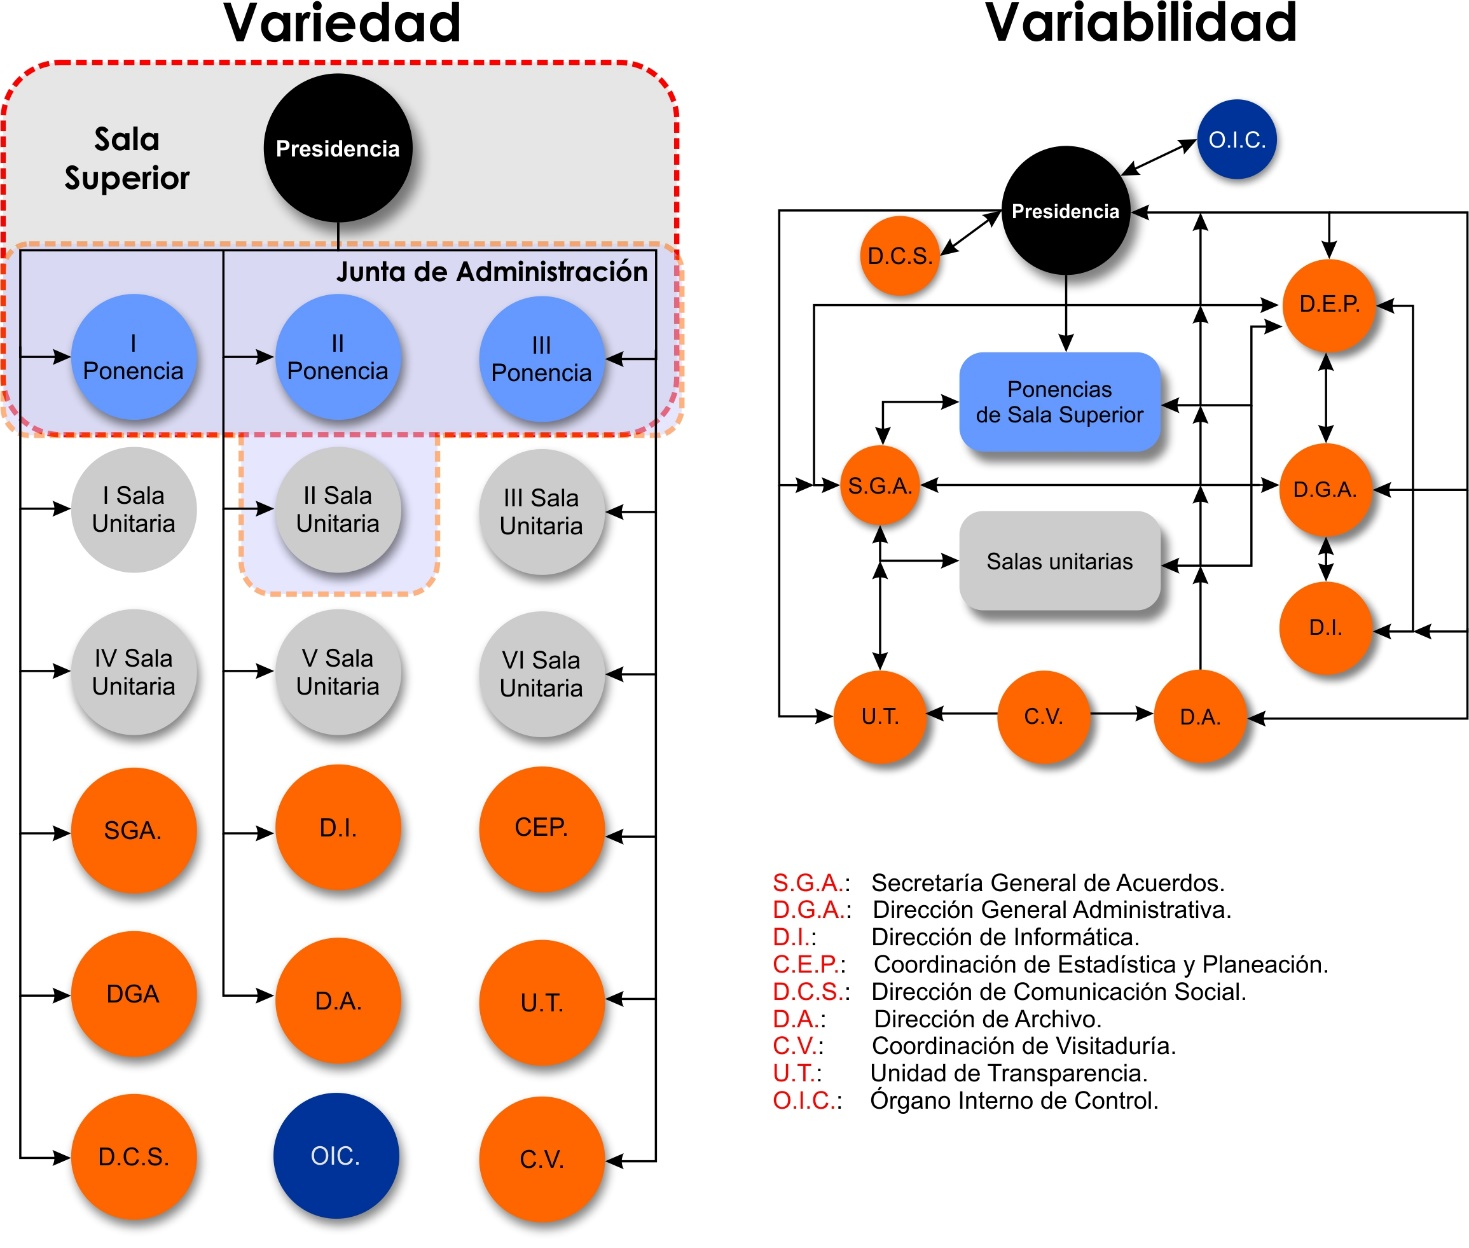 Variedad
Sala
Superior
Presidencia
Junta de Administración
I
Ponencia
II
Ponencia
III
Ponencia
I Sala
Unitaria
II Sala
Unitaria
III Sala
Unitaria
IV Sala
Unitaria
V Sala
Unitaria
VI Sala
Unitaria
SGA.
D.I.
CEP.
DGA
D.A.
U.T.
D.C.S.
OIC.
C.V.
Variabilidad
O.I.C.
Presidencia
D.C.S.
D.E.P.
Ponencias
de Sala Superior
S.G.A.
D.G.A.
Salas unitarias
D.I.
U.T.
C.V.
D.A.
S.G.A.: Secretaría General de Acuerdos.
D.G.A.: Dirección General Administrativa.
D.I.: Dirección de Informática.
C.E.P.: Coordinación de Estadística y Planeación.
D.C.S.: Dirección de Comunicación Social.
D.A.: Dirección de Archivo.
C.V.: Coordinación de Visitaduría.
U.T.: Unidad de Transparencia.
O.I.C.: Órgano Interno de Control.